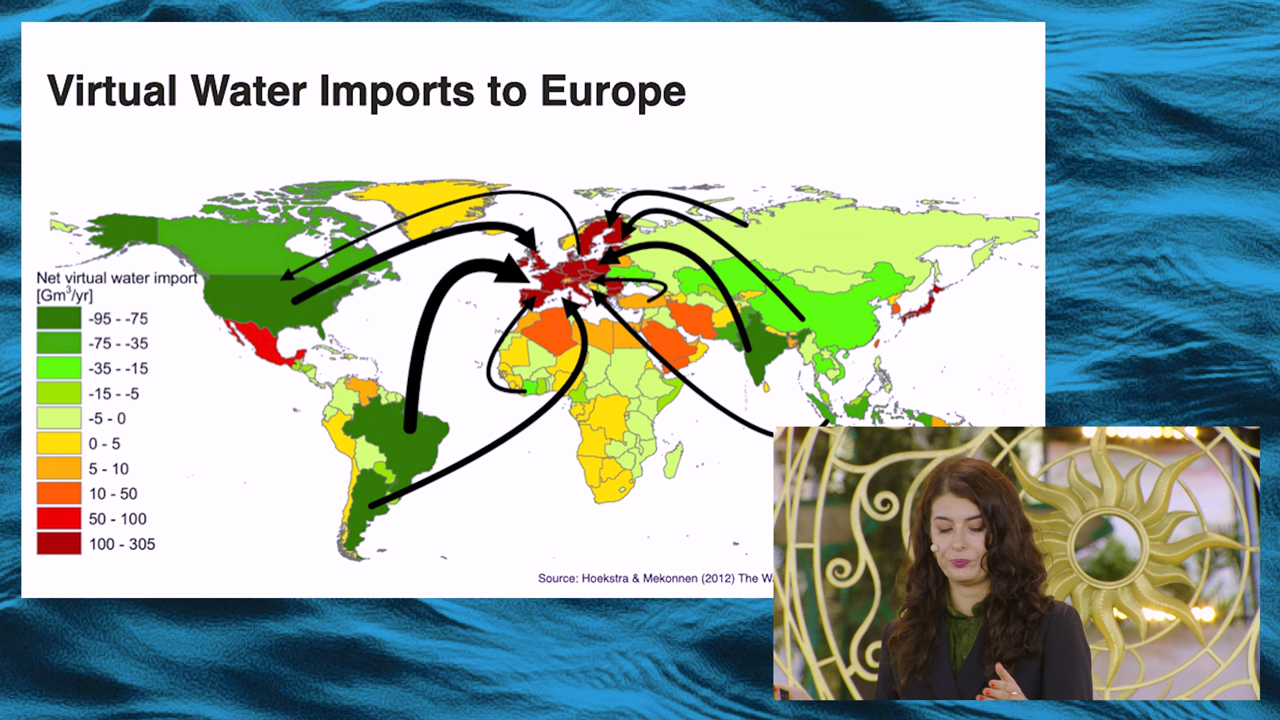 Virtual Water Imports to Europe
Net virtual water import
[Gm³/yr]
-95 - -75
-75 - -35
-35 - -15
-15 - -5
-5 - 0
0 - 5
5 - 10
10 - 50
50 - 100
100 - 305
Source: Hoekstra & Mekonnen (2012) The